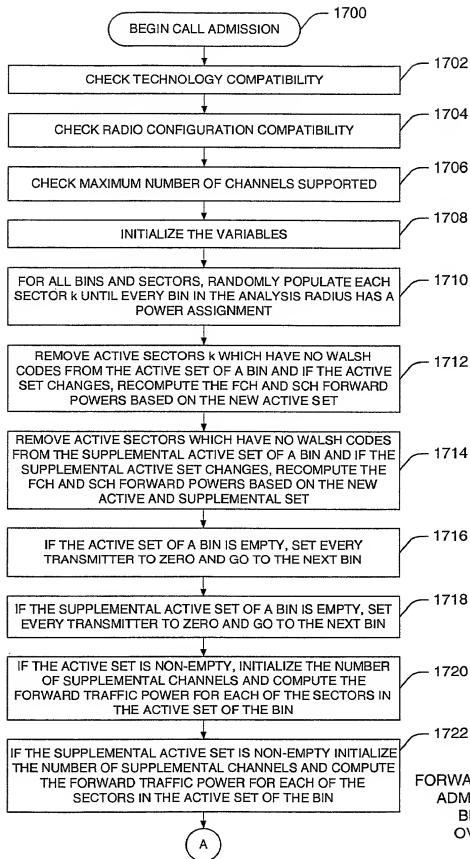 1700
BEGIN CALL ADMISSION
1702
CHECK TECHNOLOGY COMPATIBILITY
1704
CHECK RADIO CONFIGURATION COMPATIBILITY
1706
CHECK MAXIMUM NUMBER OF CHANNELS SUPPORTED
1708
INITIALIZE THE VARIABLES
1710
FOR ALL BINS AND SECTORS, RANDOMLY POPULATE EACH
SECTOR k UNTIL EVERY BIN IN THE ANALYSIS RADIUS HAS A
POWER ASSIGNMENT
1712
REMOVE ACTIVE SECTORS k WHICH HAVE NO WALSH
CODES FROM THE ACTIVE SET OF A BIN AND IF THE ACTIVE
SET CHANGES, RECOMPUTE THE FCH AND SCH FORWARD
POWERS BASED ON THE NEW ACTIVE SET
1714
REMOVE ACTIVE SECTORS WHICH HAVE NO WALSH CODES
FROM THE SUPPLEMENTAL ACTIVE SET OF A BIN AND IF THE
SUPPLEMENTAL ACTIVE SET CHANGES, RECOMPUTE THE
FCH AND SCH FORWARD POWERS BASED ON THE NEW
ACTIVE AND SUPPLEMENTAL SET
1716
IF THE ACTIVE SET OF A BIN IS EMPTY, SET EVERY
TRANSMITTER TO ZERO AND GO TO THE NEXT BIN
1718
IF THE SUPPLEMENTAL ACTIVE SET OF A BIN IS EMPTY, SET
EVERY TRANSMITTER TO ZERO AND GO TO THE NEXT BIN
1720
IF THE ACTIVE SET IS NON-EMPTY, INITIALIZE THE NUMBER
OF SUPPLEMENTAL CHANNELS AND COMPUTE THE
FORWARD TRAFFIC POWER FOR EACH OF THE SECTORS IN
THE ACTIVE SET OF THE BIN
1722
IF THE SUPPLEMENTAL ACTIVE SET IS NON-EMPTY INITIALIZE
THE NUMBER OF SUPPLEMENTAL CHANNELS AND COMPUTE
THE FORWARD TRAFFIC POWER FOR EACH OF THE
SECTORS IN THE ACTIVE SET OF THE BIN
A